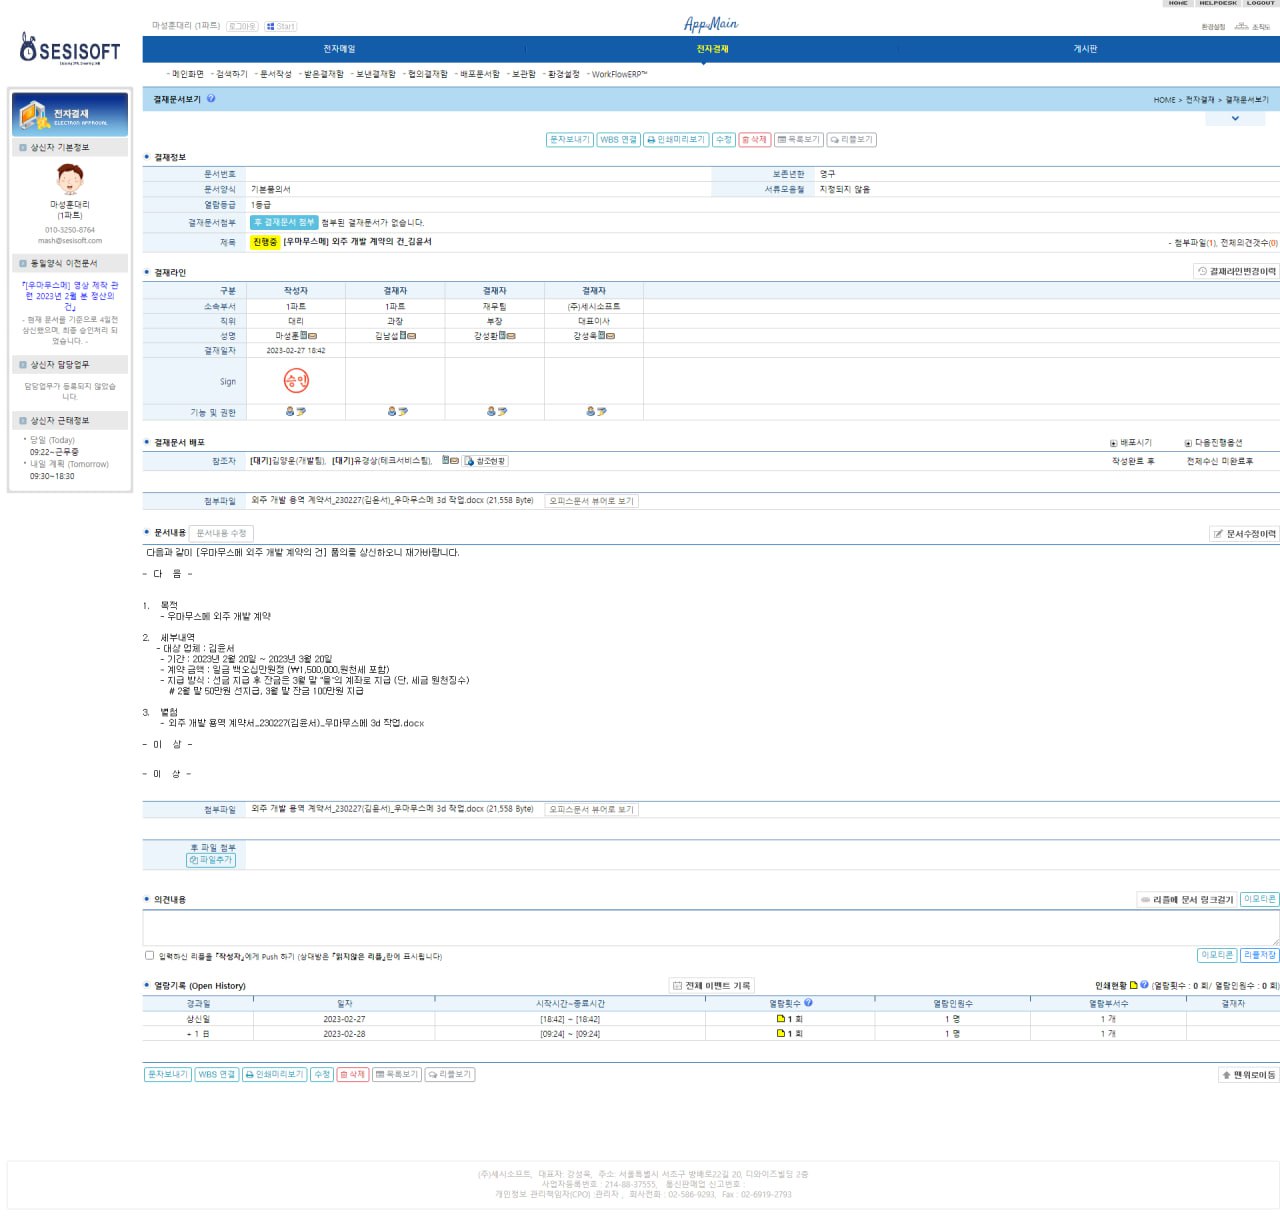 HOME HELPDESK LOGOUT
마성훈대리 (1파트) 로그아웃 Start
App Main
환경설정 조직도
SESISOFT
전자메일 전자결재 게시판
- 메인화면 - 검색하기 - 문서작성 - 받은결재함 - 보낸결재함 - 협의결재함 - 배포문서함 - 보관함 - 환경설정 - WorkFlowERP™
결재문서보기
HOME > 전자결재 > 결재문서보기
전자결재
ELECTRON APPROVAL
상신자 기본정보
마성훈대리
(1파트)
010-3250-8764
mash@sesisoft.com
동일양식 이전문서
『[우마무스메] 영상 제작 관
련 2023년 2월 분 정산의
건』
- 현재 문서를 기준으로 4일전
상신했으며, 최종 승인처리 되
었습니다. -
상신자 담당업무
담당업무가 등록되지 않았습
니다.
상신자 근태정보
당일 (Today)
09:22~근무중
내일 계획 (Tomorrow)
09:30~18:30
문자보내기 WBS 연결 인쇄미리보기 수정 삭제 목록보기 리플보기
결재정보
문서번호 보존년한 영구
문서양식 기본품의서 서류모음철 지정되지 않음
열람등급 1등급
결재문서첨부 후 결재문서 첨부 첨부된 결재문서가 없습니다.
제목 진행중 [우마무스메] 외주 개발 계약의 건_김윤서 - 첨부파일(1), 전체의견갯수(0)
결재라인 결재라인변경이력
구분 작성자 결재자 결재자 결재자
소속부서 1파트 1파트 재무팀 (주)세시소프트
직위 대리 과장 부장 대표이사
성명 마성훈 김남설 강성환 강성욱
결재일자 2023-02-27 18:42
Sign 승인
기능 및 권한
결재문서 배포 배포시기 다음진행옵션
참조자 [대기]김양운(개발팀), [대기]유경상(테크서비스팀), 참조현황 작성완료 후 전체수신 미완료후
첨부파일 외주 개발 용역 계약서_230227(김윤서)_우마무스메 3d 작업.docx (21,558 Byte) 오피스문서 뷰어로 보기
문서내용 문서내용 수정 문서수정이력
다음과 같이 [우마무스메 외주 개발 계약의 건] 품의를 상신하오니 재가바랍니다.
- 다 음 -
1. 목적
- 우마무스메 외주 개발 계약
2. 세부내역
- 대상 업체 : 김윤서
- 기간 : 2023년 2월 20일 ~ 2023년 3월 20일
- 계약 금액 : 일금 백오십만원정 (₩1,500,000,원천세 포함)
- 지급 방식 : 선금 지급 후 잔금은 3월 말 "을"의 계좌로 지급 (단, 세금 원천징수)
# 2월 말 50만원 선지급, 3월 말 잔금 100만원 지급
3. 별첨
- 외주 개발 용역 계약서_230227(김윤서)_우마무스메 3d 작업.docx
- 이 상 -
- 이 상 -
첨부파일 외주 개발 용역 계약서_230227(김윤서)_우마무스메 3d 작업.docx (21,558 Byte) 오피스문서 뷰어로 보기
후 파일 첨부
파일추가
의견내용 리플에 문서 링크걸기 이모티콘
입력하신 리플을 『작성자』에게 Push 하기 (상대방은 『읽지않은 리플』란에 표시됩니다) 이모티콘 리플저장
열람기록 (Open History) 전체 이벤트 기록 인쇄현황 (열람횟수 : 0 회/ 열람인원수 : 0 회)
경과일 일자 시작시간~종료시간 열람횟수 열람인원수 열람부서수 결재자
상신일 2023-02-27 [18:42] ~ [18:42] 1 회 1 명 1 개
+ 1 日 2023-02-28 [09:24] ~ [09:24] 1 회 1 명 1 개
문자보내기 WBS 연결 인쇄미리보기 수정 삭제 목록보기 리플보기 맨위로이동
(주)세시소프트, 대표자: 강성욱, 주소: 서울특별시 서초구 방배로22길 20, 디와이즈빌딩 2층
사업자등록번호 : 214-88-37555, 통신판매업 신고번호 :
개인정보 관리책임자(CPO) :관리자 , 회사전화 : 02-586-9293, Fax : 02-6919-2793